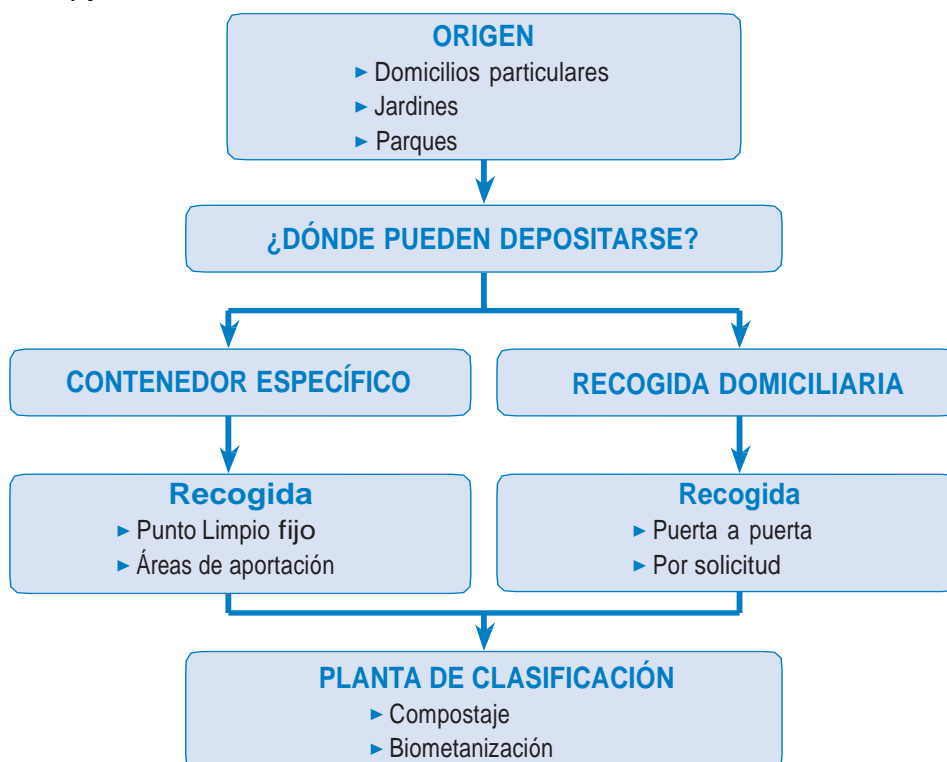 ORIGEN
► Domicilios particulares
► Jardines
► Parques
¿DÓNDE PUEDEN DEPOSITARSE?
CONTENEDOR ESPECÍFICO
RECOGIDA DOMICILIARIA
Recogida
► Punto Limpio fijo
► Áreas de aportación
Recogida
► Puerta a puerta
► Por solicitud
PLANTA DE CLASIFICACIÓN
► Compostaje
► Biometanización